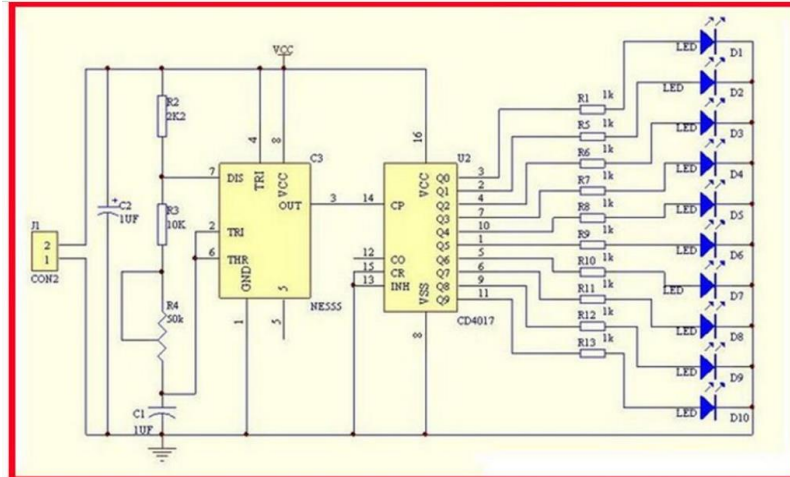 VCC
R2
2K2
4
8
C3
7
DIS
TRI
VCC
OUT
3
2
TRI
6
THR
GND
NE555
1
5
5
C2
1UF
R3
10K
R4
50k
C1
1UF
J1
2
1
CON2
16
U2
14
CP
VCC
Q0
3
Q1
2
Q2
4
Q3
7
Q4
10
Q5
1
Q6
5
Q7
6
Q8
9
Q9
11
12
CO
15
CR
13
INH
VSS
CD4017
8
R1
1k
R5
1k
R6
1k
R7
1k
R8
1k
R9
1k
R10
1k
R11
1k
R12
1k
R13
1k
LED
D1
LED
D2
LED
D3
LED
D4
LED
D5
LED
D6
LED
D7
LED
D8
LED
D9
LED
D10